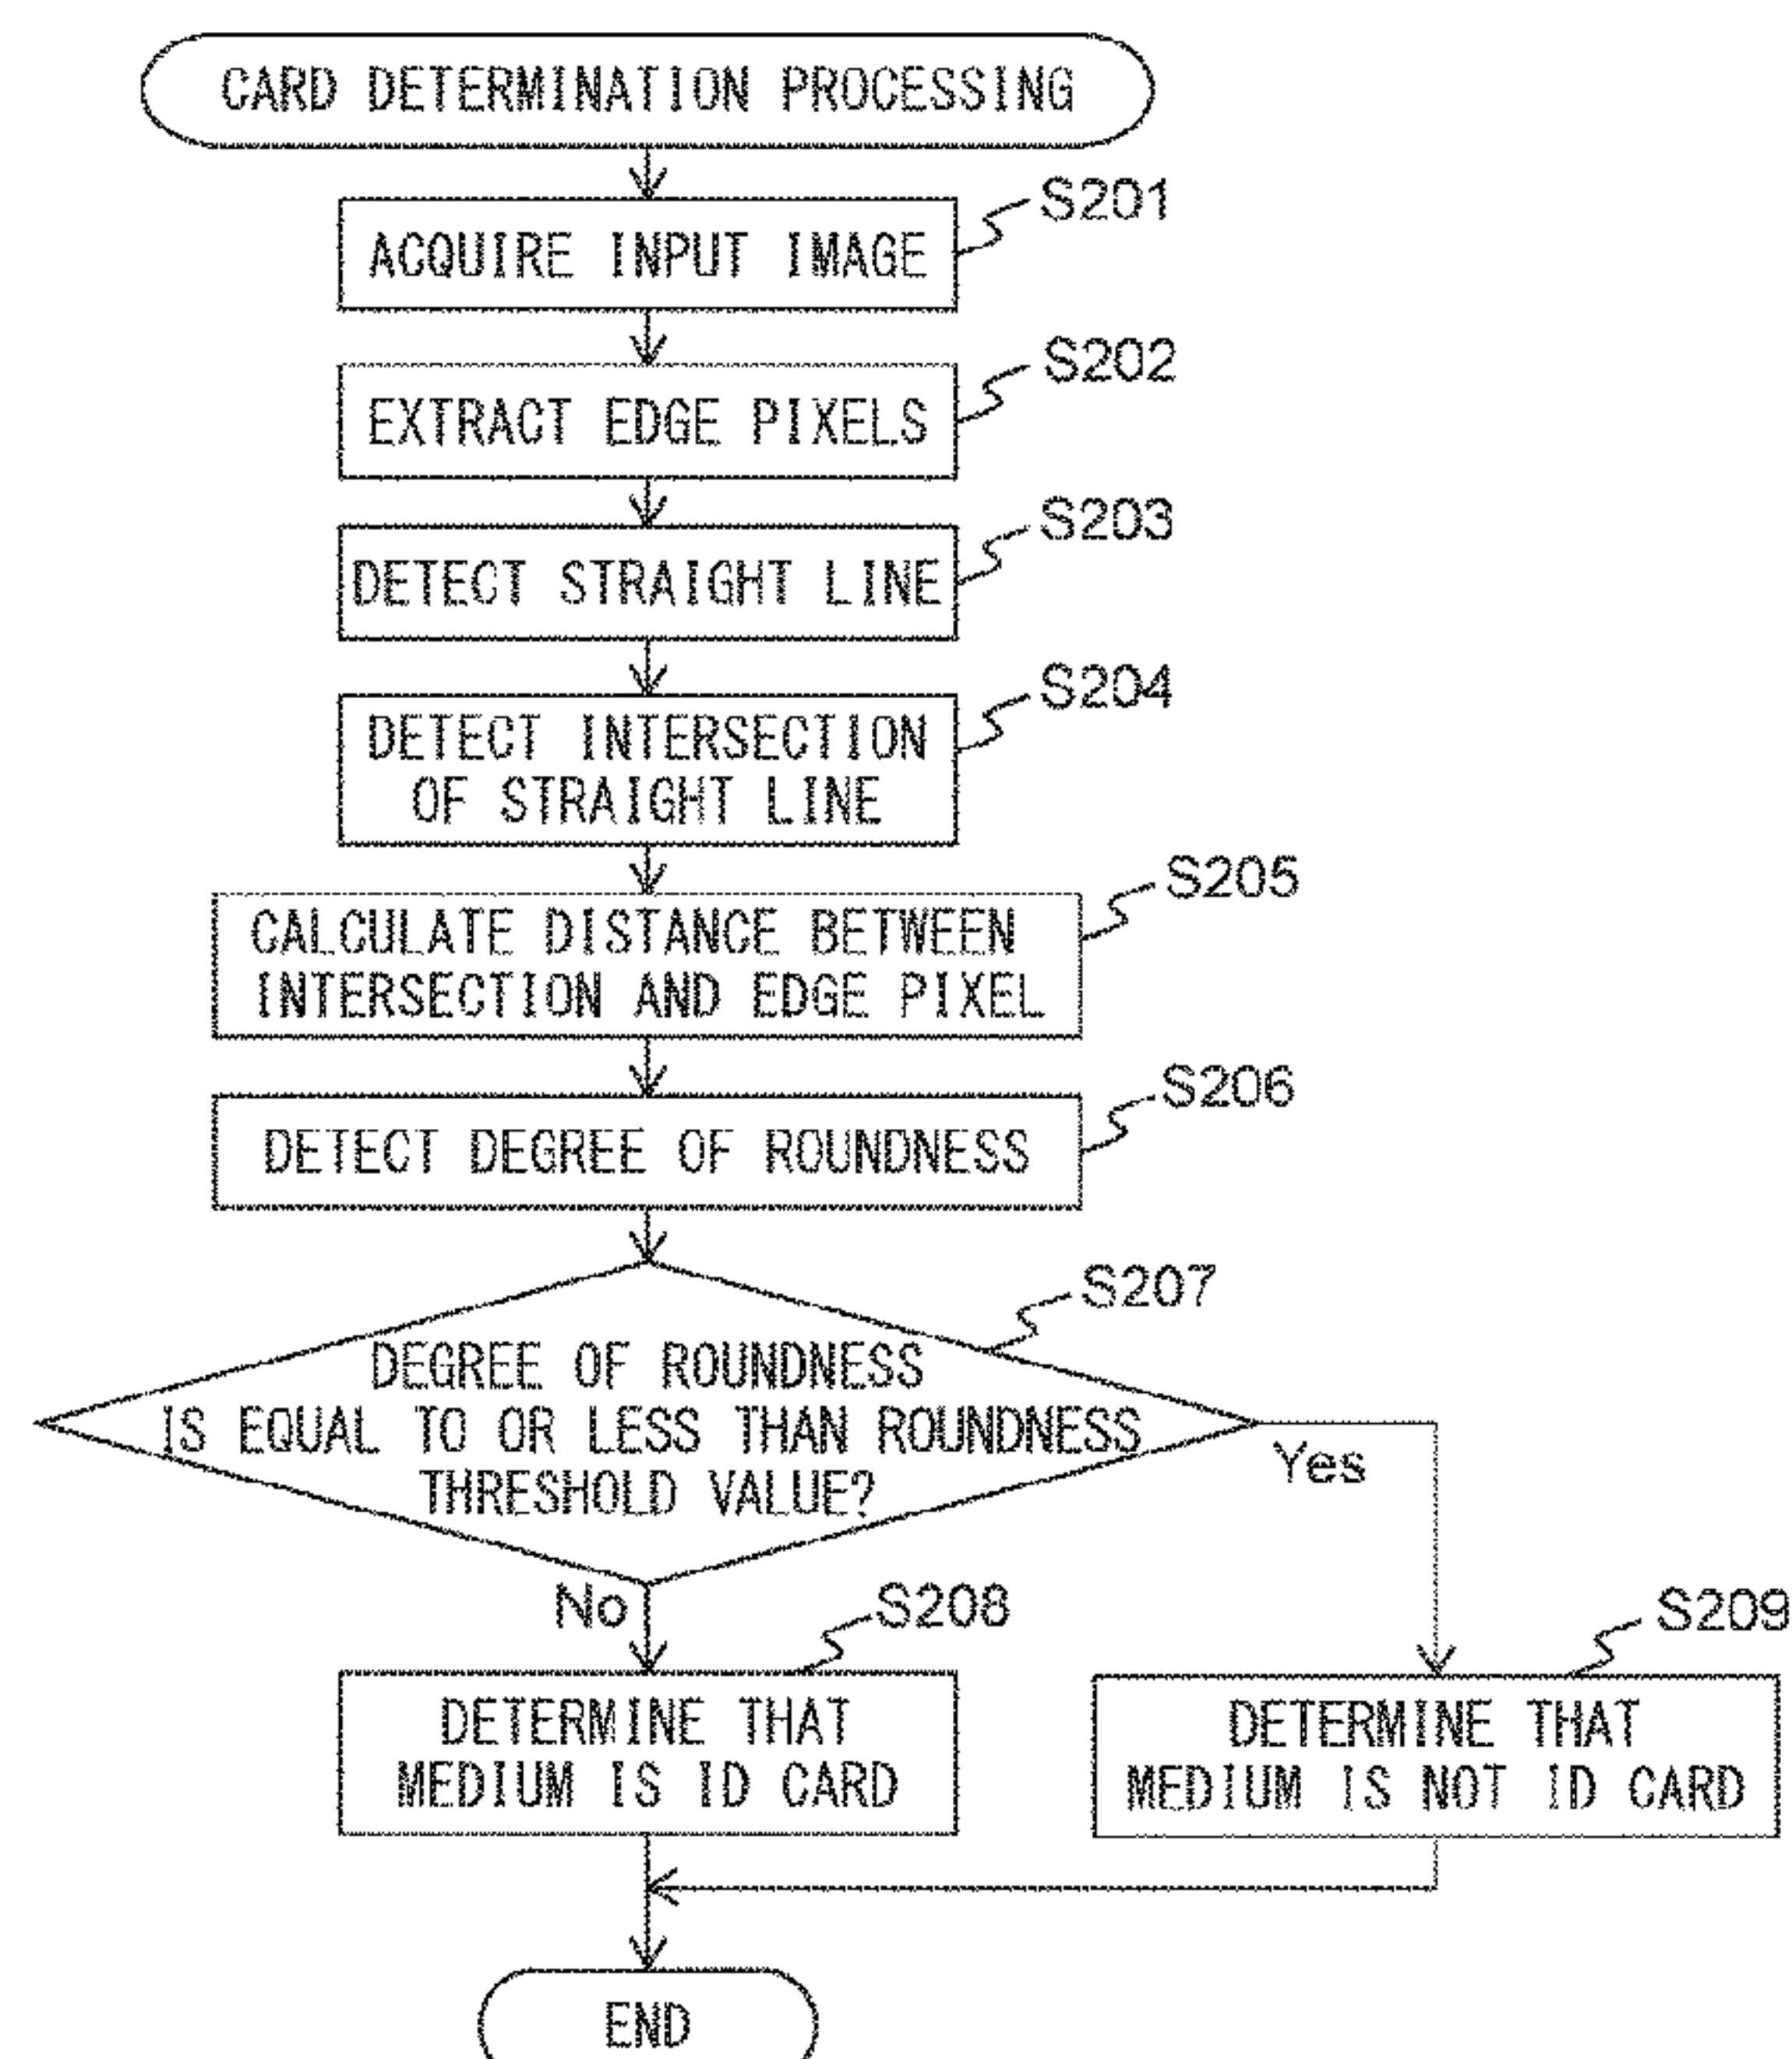 CARD DETERMINATION PROCESSING
S201
ACQUIRE INPUT IMAGE
S202
EXTRACT EDGE PIXELS
S203
DETECT STRAIGHT LINE
S204
DETECT INTERSECTION
OF STRAIGHT LINE
S205
CALCULATE DISTANCE BETWEEN
INTERSECTION AND EDGE PIXEL
S206
DETECT DEGREE OF ROUNDNESS
S207
DEGREE OF ROUNDNESS
IS EQUAL TO OR LESS THAN ROUNDNESS
THRESHOLD VALUE?
Yes
No
S208
S209
DETERMINE THAT
MEDIUM IS ID CARD
DETERMINE THAT
MEDIUM IS NOT ID CARD
END